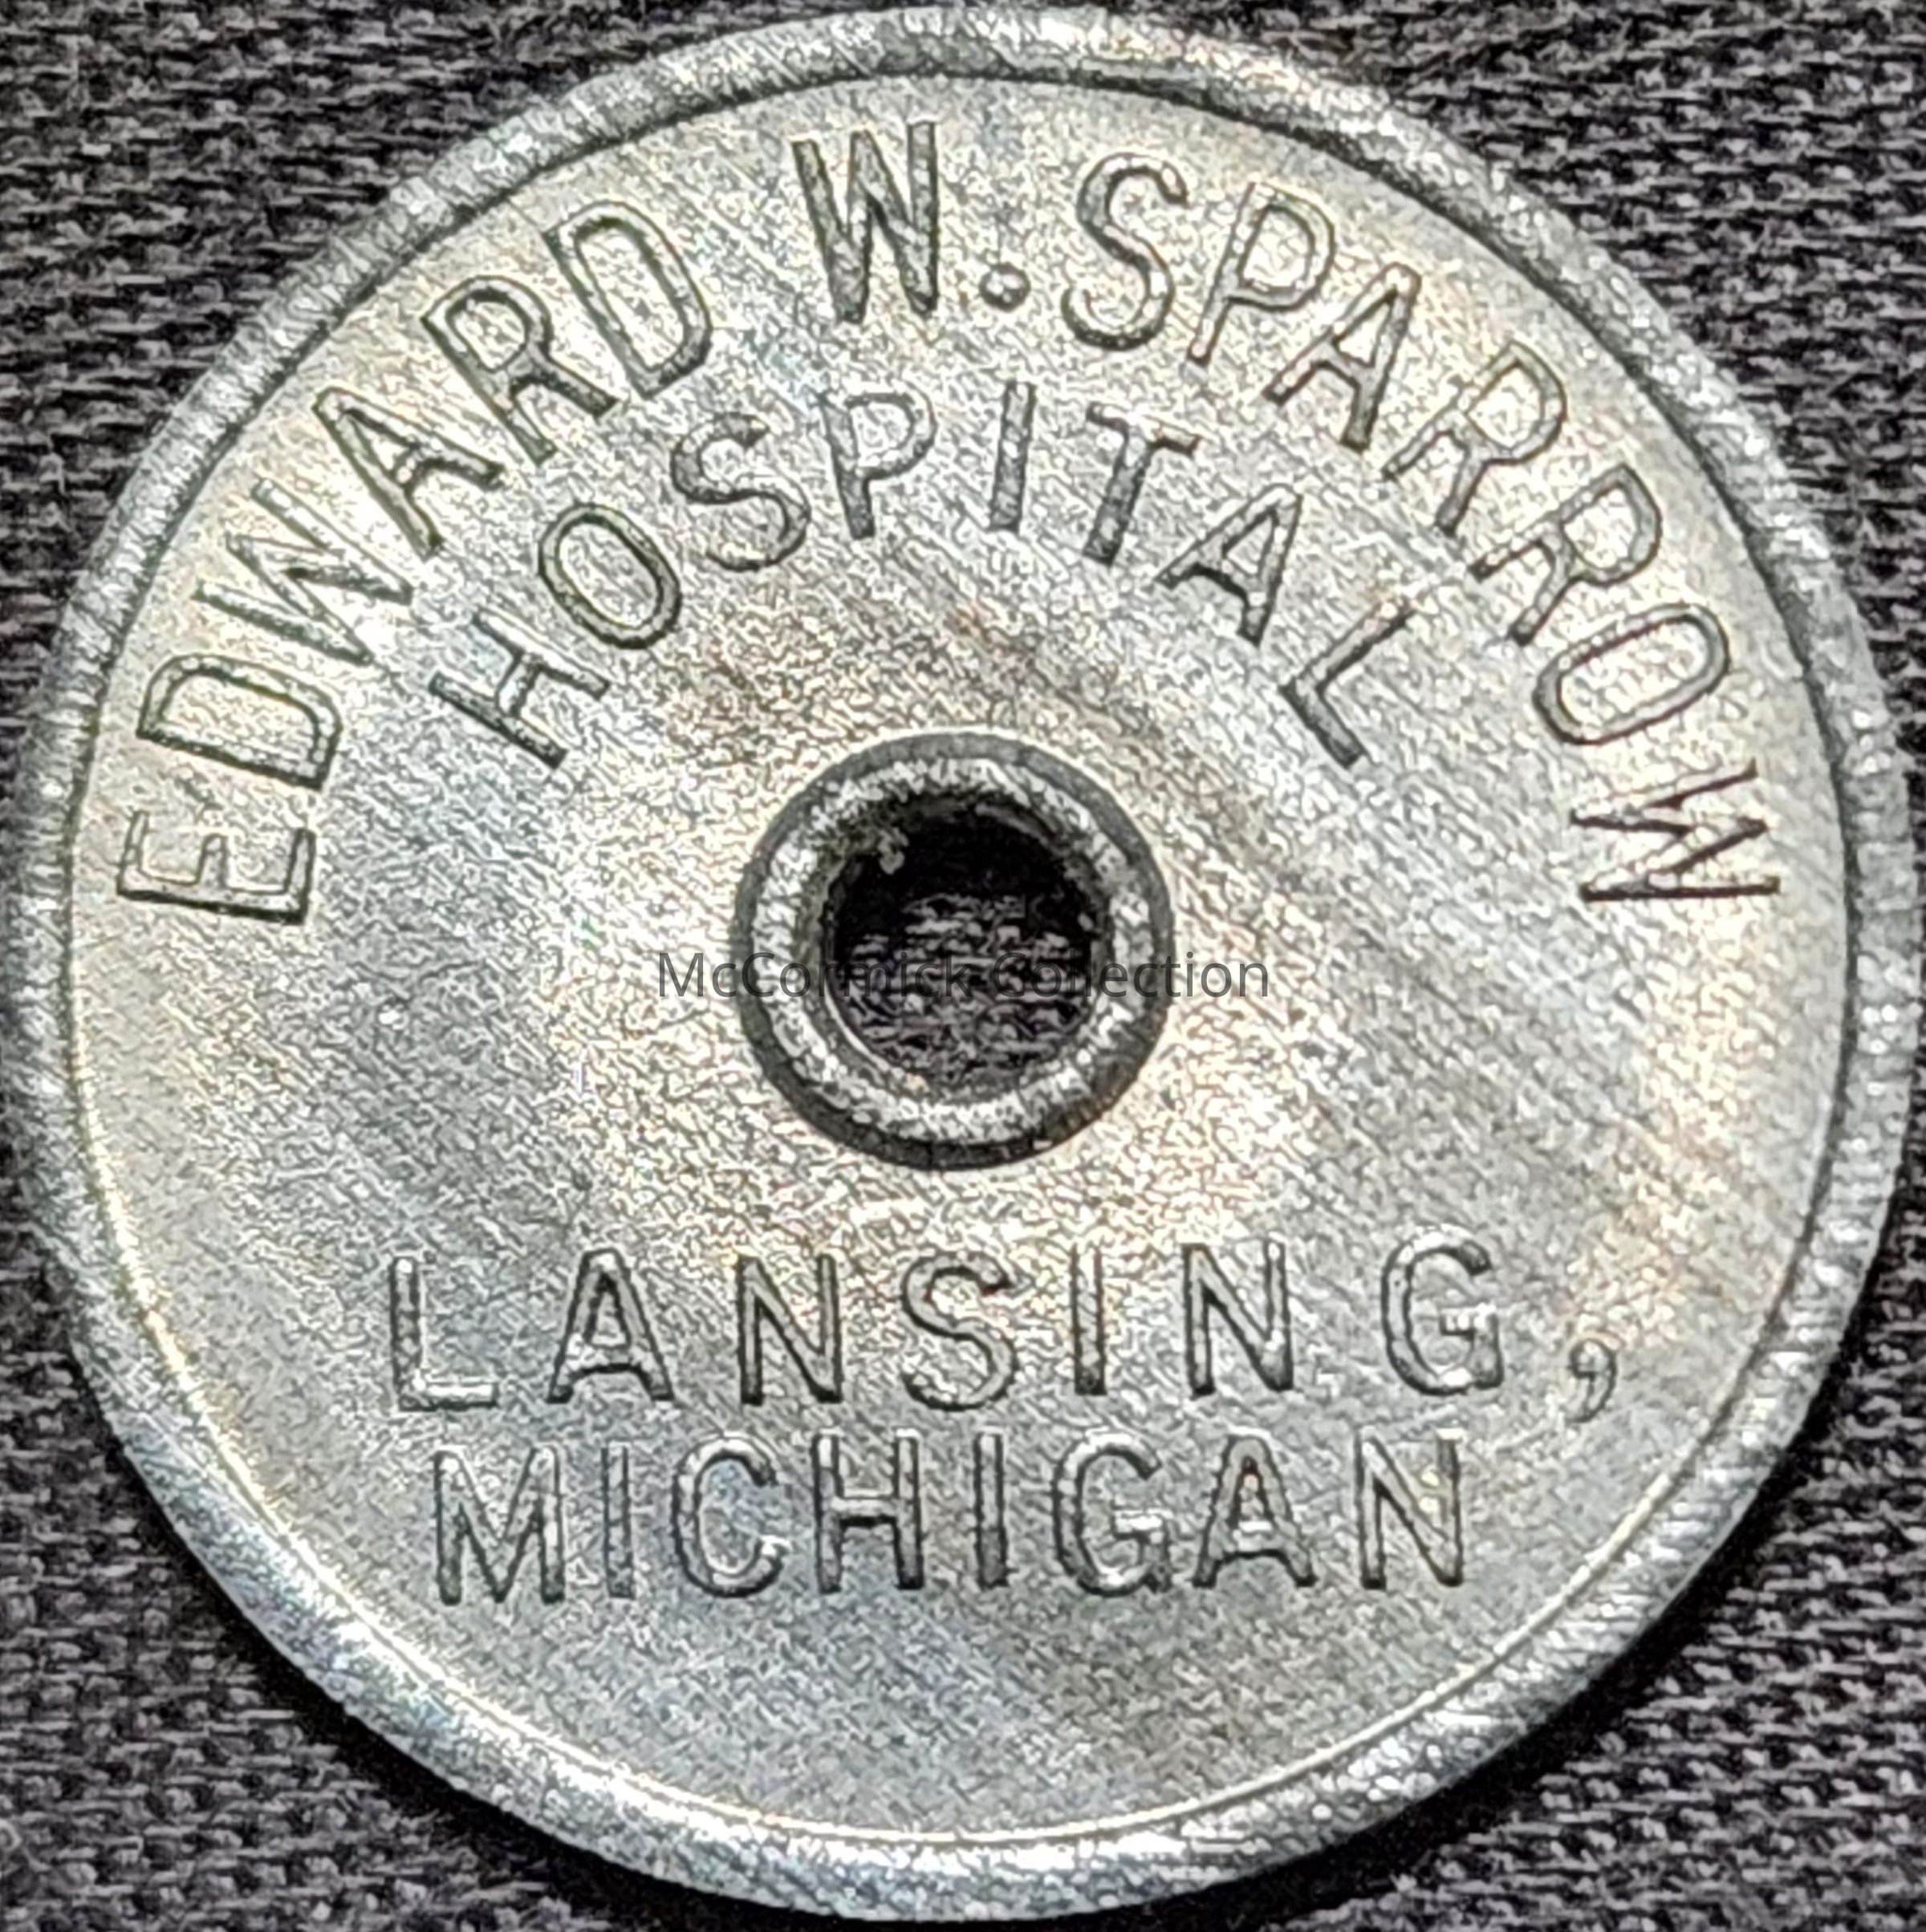 EDWARD W. SPARROW
HOSPITAL
McCormick Collection
LANSING,
MICHIGAN